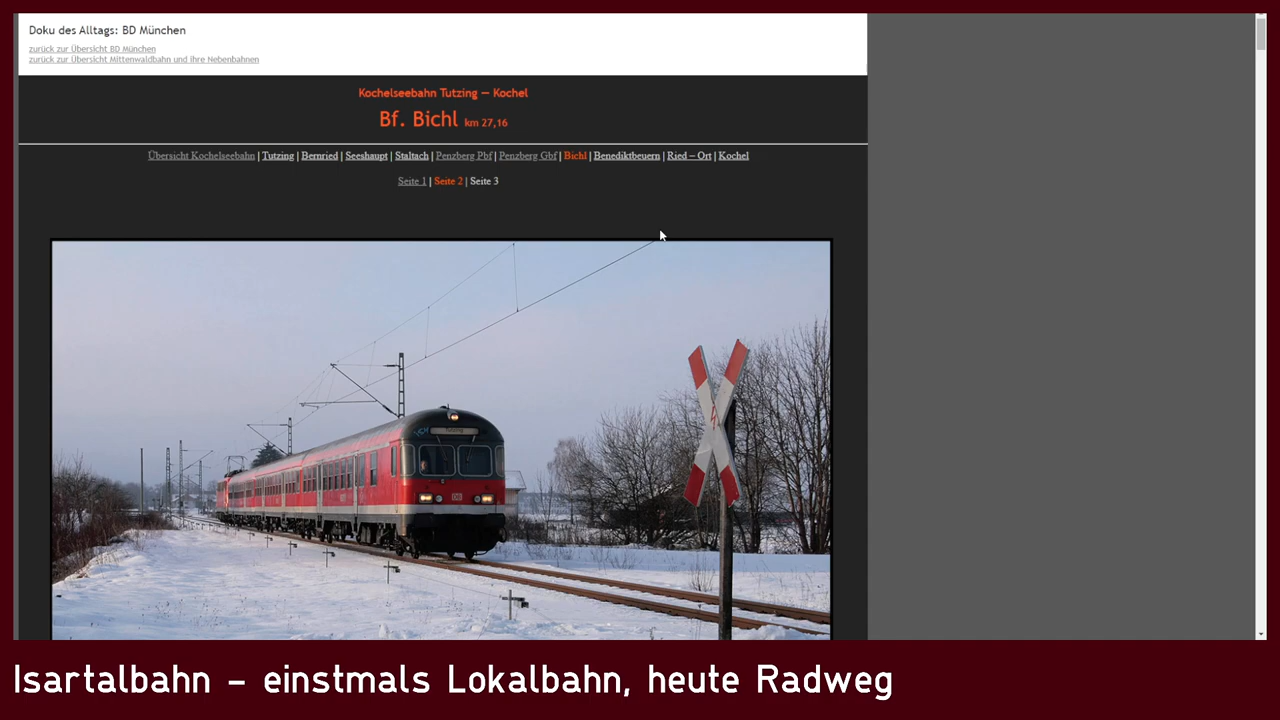 Doku des Alltags: BD München
zurück zur Übersicht BD München
zurück zur Übersicht Mittenwaldbahn und ihre Nebenbahnen
Kochelseebahn Tutzing — Kochel
Bf. Bichl km 27,16
Übersicht Kochelseebahn | Tutzing | Bernried | Seeshaupt | Staltach | Penzberg Pbf | Penzberg Gbf | Bichl | Benediktbeuern | Ried – Ort | Kochel
Seite 1 | Seite 2 | Seite 3
DB
Isartalbahn – einstmals Lokalbahn, heute Radweg